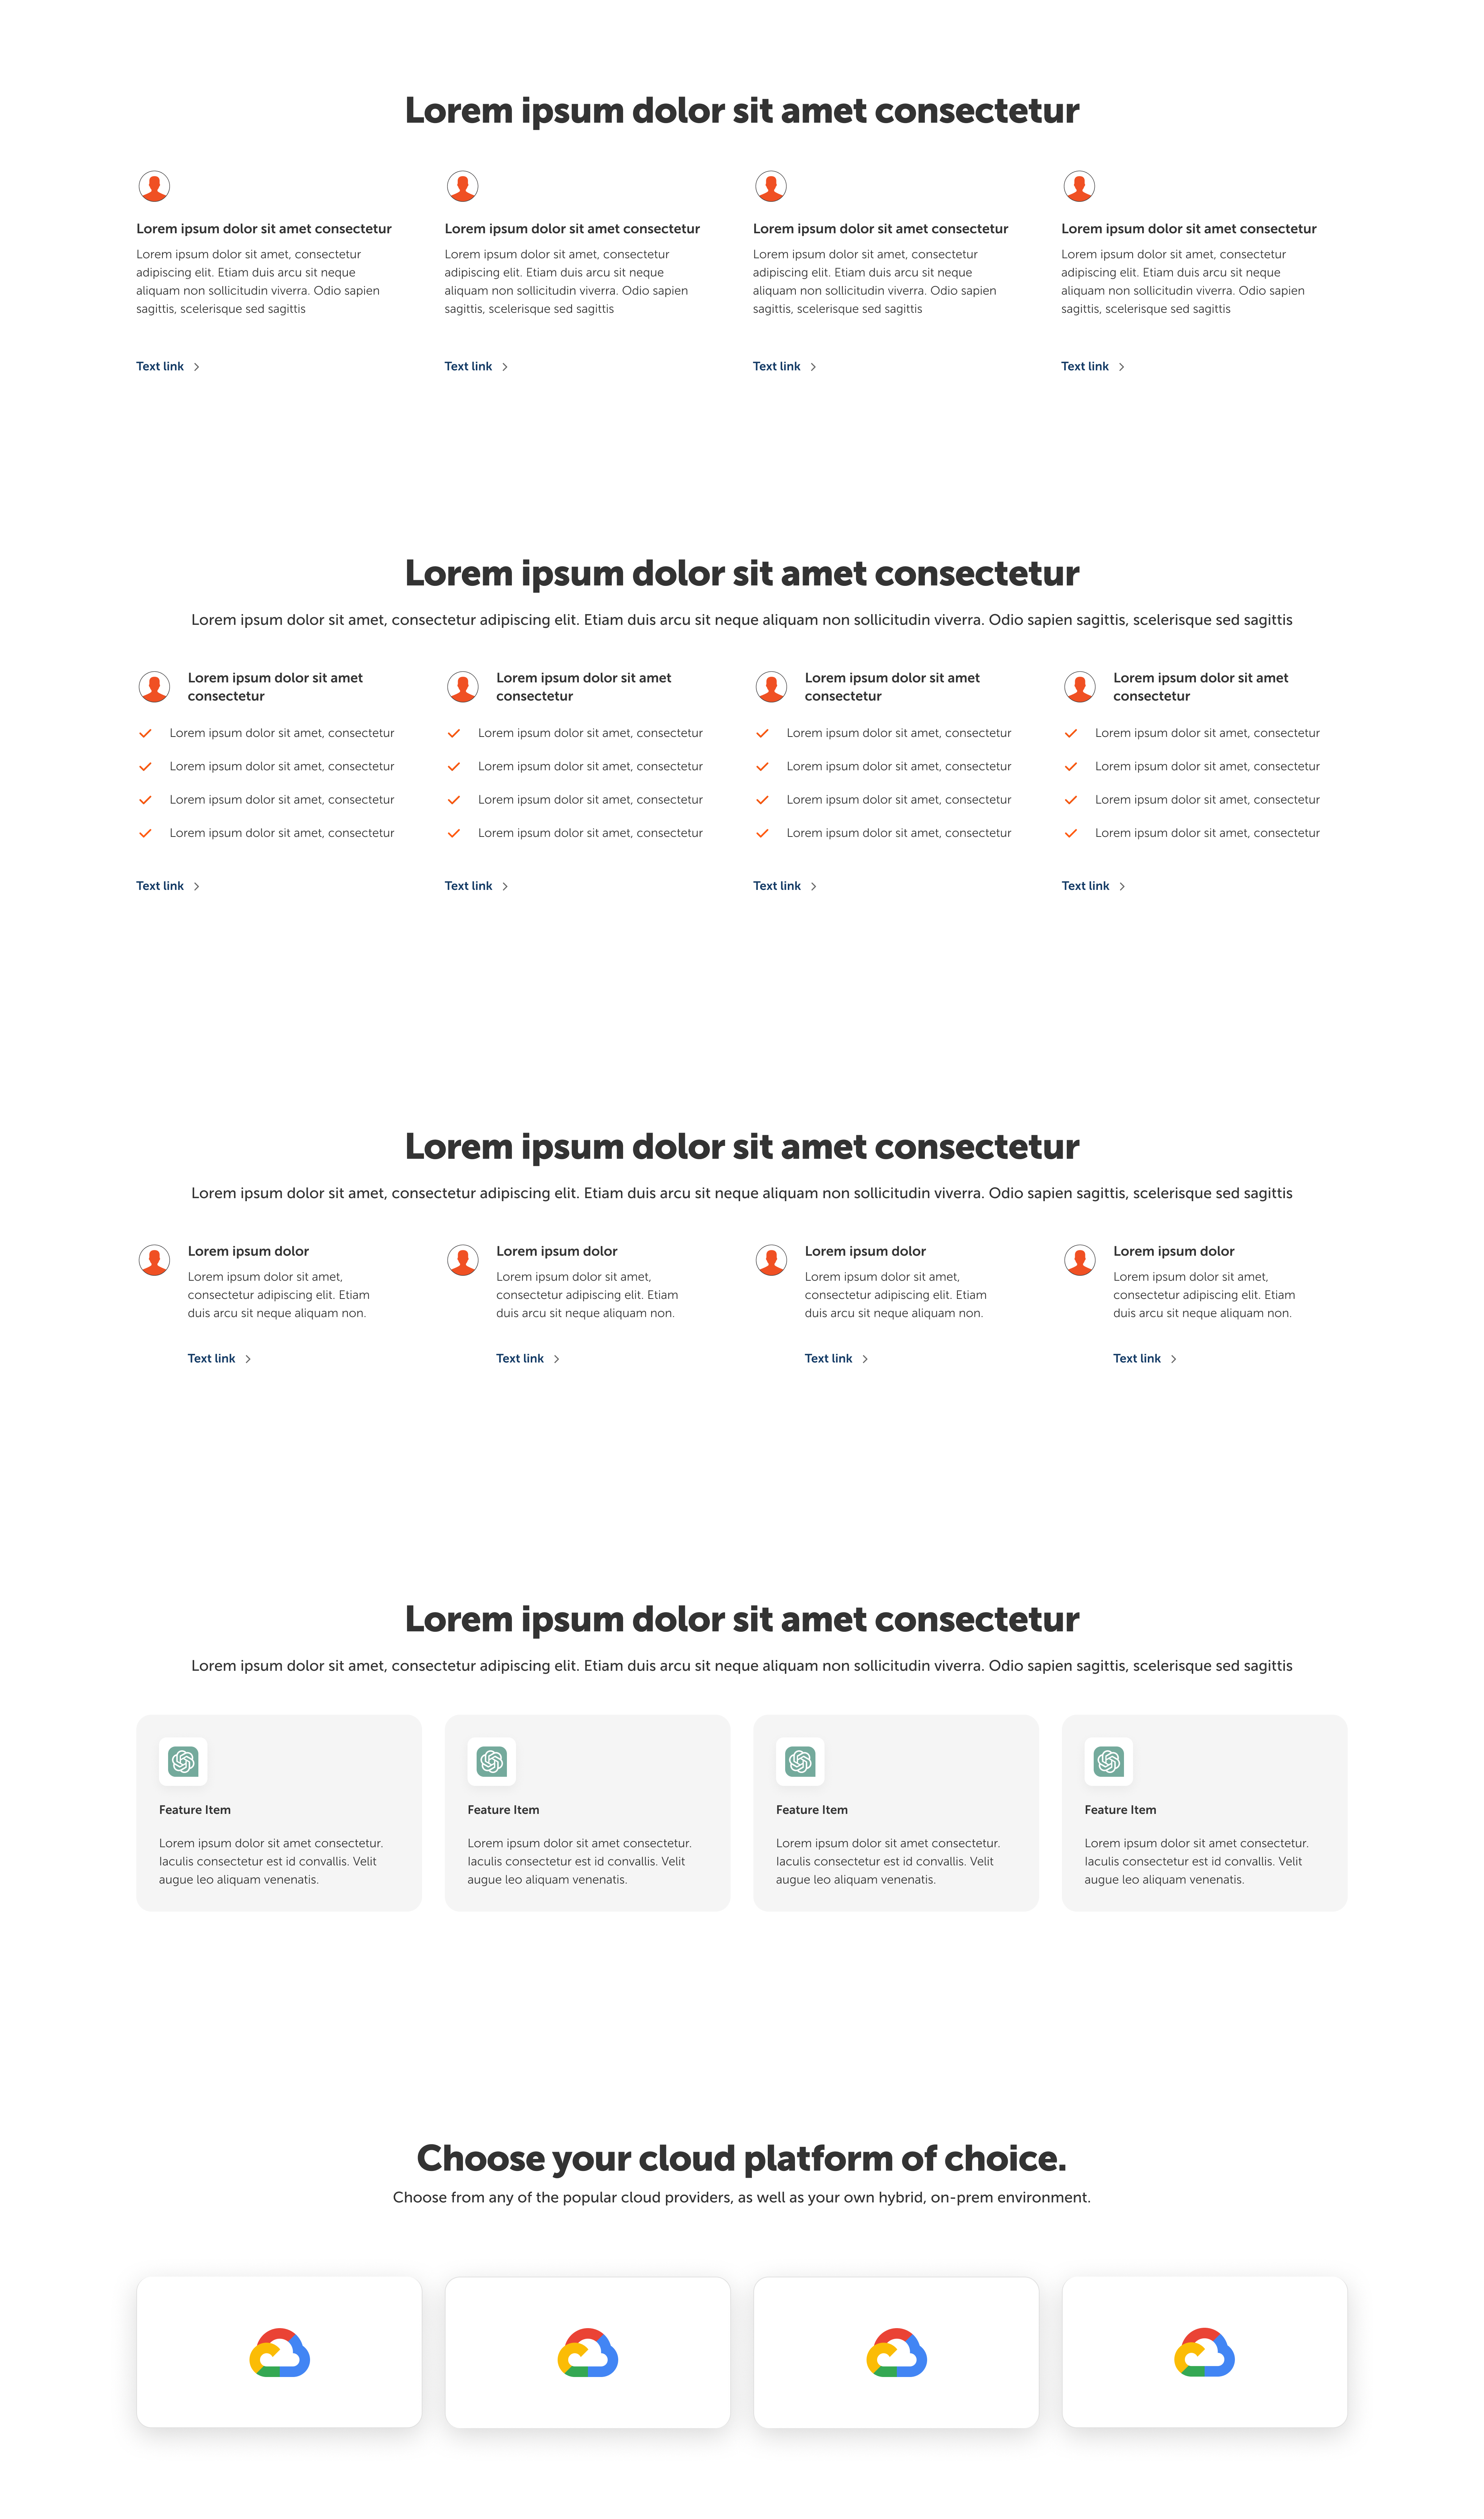 Lorem ipsum dolor sit amet consectetur
Lorem ipsum dolor sit amet consectetur
Lorem ipsum dolor sit amet, consectetur
adipiscing elit. Etiam duis arcu sit neque
aliquam non sollicitudin viverra. Odio sapien
sagittis, scelerisque sed sagittis
Text link
Lorem ipsum dolor sit amet consectetur
Lorem ipsum dolor sit amet, consectetur
adipiscing elit. Etiam duis arcu sit neque
aliquam non sollicitudin viverra. Odio sapien
sagittis, scelerisque sed sagittis
Text link
Lorem ipsum dolor sit amet consectetur
Lorem ipsum dolor sit amet, consectetur
adipiscing elit. Etiam duis arcu sit neque
aliquam non sollicitudin viverra. Odio sapien
sagittis, scelerisque sed sagittis
Text link
Lorem ipsum dolor sit amet consectetur
Lorem ipsum dolor sit amet, consectetur
adipiscing elit. Etiam duis arcu sit neque
aliquam non sollicitudin viverra. Odio sapien
sagittis, scelerisque sed sagittis
Text link
Lorem ipsum dolor sit amet consectetur
Lorem ipsum dolor sit amet, consectetur adipiscing elit. Etiam duis arcu sit neque aliquam non sollicitudin viverra. Odio sapien sagittis, scelerisque sed sagittis
Lorem ipsum dolor sit amet
consectetur
Lorem ipsum dolor sit amet, consectetur
Lorem ipsum dolor sit amet, consectetur
Lorem ipsum dolor sit amet, consectetur
Lorem ipsum dolor sit amet, consectetur
Text link
Lorem ipsum dolor sit amet
consectetur
Lorem ipsum dolor sit amet, consectetur
Lorem ipsum dolor sit amet, consectetur
Lorem ipsum dolor sit amet, consectetur
Lorem ipsum dolor sit amet, consectetur
Text link
Lorem ipsum dolor sit amet
consectetur
Lorem ipsum dolor sit amet, consectetur
Lorem ipsum dolor sit amet, consectetur
Lorem ipsum dolor sit amet, consectetur
Lorem ipsum dolor sit amet, consectetur
Text link
Lorem ipsum dolor sit amet
consectetur
Lorem ipsum dolor sit amet, consectetur
Lorem ipsum dolor sit amet, consectetur
Lorem ipsum dolor sit amet, consectetur
Lorem ipsum dolor sit amet, consectetur
Text link
Lorem ipsum dolor sit amet consectetur
Lorem ipsum dolor sit amet, consectetur adipiscing elit. Etiam duis arcu sit neque aliquam non sollicitudin viverra. Odio sapien sagittis, scelerisque sed sagittis
Lorem ipsum dolor
Lorem ipsum dolor sit amet,
consectetur adipiscing elit. Etiam
duis arcu sit neque aliquam non.
Text link
Lorem ipsum dolor
Lorem ipsum dolor sit amet,
consectetur adipiscing elit. Etiam
duis arcu sit neque aliquam non.
Text link
Lorem ipsum dolor
Lorem ipsum dolor sit amet,
consectetur adipiscing elit. Etiam
duis arcu sit neque aliquam non.
Text link
Lorem ipsum dolor
Lorem ipsum dolor sit amet,
consectetur adipiscing elit. Etiam
duis arcu sit neque aliquam non.
Text link
Lorem ipsum dolor sit amet consectetur
Lorem ipsum dolor sit amet, consectetur adipiscing elit. Etiam duis arcu sit neque aliquam non sollicitudin viverra. Odio sapien sagittis, scelerisque sed sagittis
Feature Item
Lorem ipsum dolor sit amet consectetur.
Iaculis consectetur est id convallis. Velit
augue leo aliquam venenatis.
Feature Item
Lorem ipsum dolor sit amet consectetur.
Iaculis consectetur est id convallis. Velit
augue leo aliquam venenatis.
Feature Item
Lorem ipsum dolor sit amet consectetur.
Iaculis consectetur est id convallis. Velit
augue leo aliquam venenatis.
Feature Item
Lorem ipsum dolor sit amet consectetur.
Iaculis consectetur est id convallis. Velit
augue leo aliquam venenatis.
Choose your cloud platform of choice.
Choose from any of the popular cloud providers, as well as your own hybrid, on-prem environment.